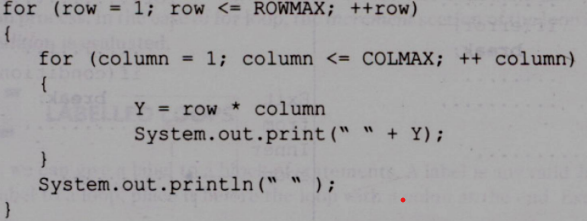 for (row = 1; row <= ROWMAX; ++row)
{
    for (column = 1; column <= COLMAX; ++ column)
    {
            Y = row * column
            System.out.print(" " + Y);
    }
    System.out.println(" " );
}